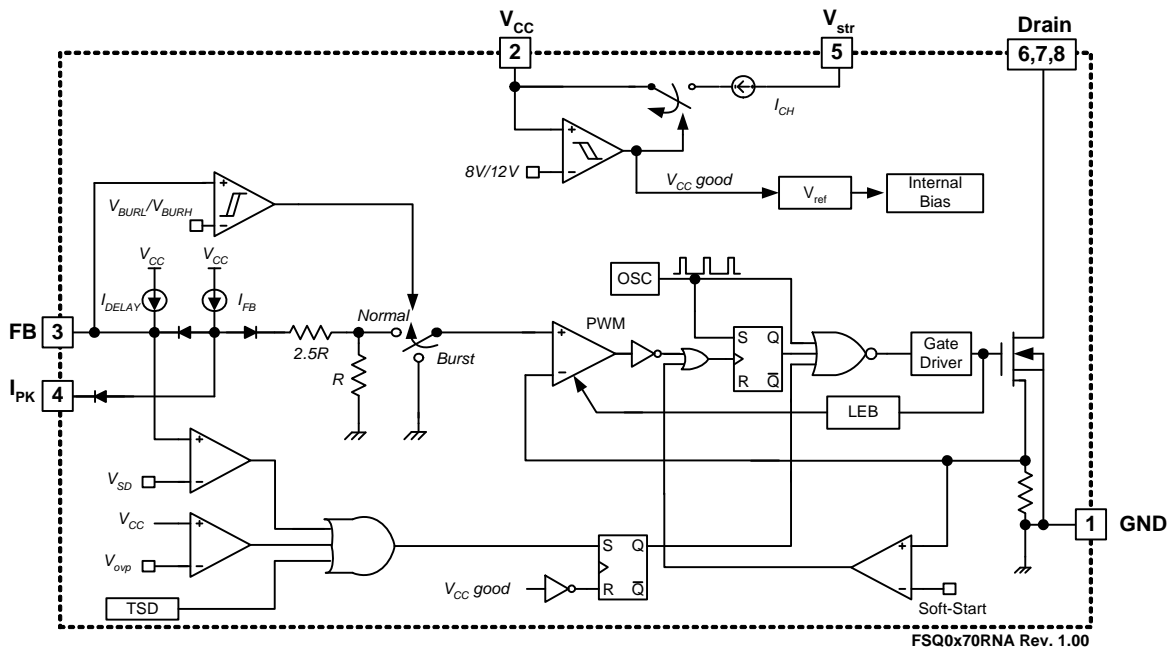 VCC
Vstr
Drain
2
5
6,7,8
ICH
+
−
8V/12V
VCC good
Vref
Internal
Bias
+
−
VBURL/VBURH
VCC
VCC
IDELAY
IFB
OSC
FB
3
Normal
Burst
2.5R
R
+
−
PWM
S
Q
R
Q̅
Gate
Driver
IPK
4
LEB
+
−
VSD
VCC
+
−
Vovp
TSD
S
Q
R
Q̅
VCC good
+
−
Soft-Start
1
GND
FSQ0x70RNA Rev. 1.00